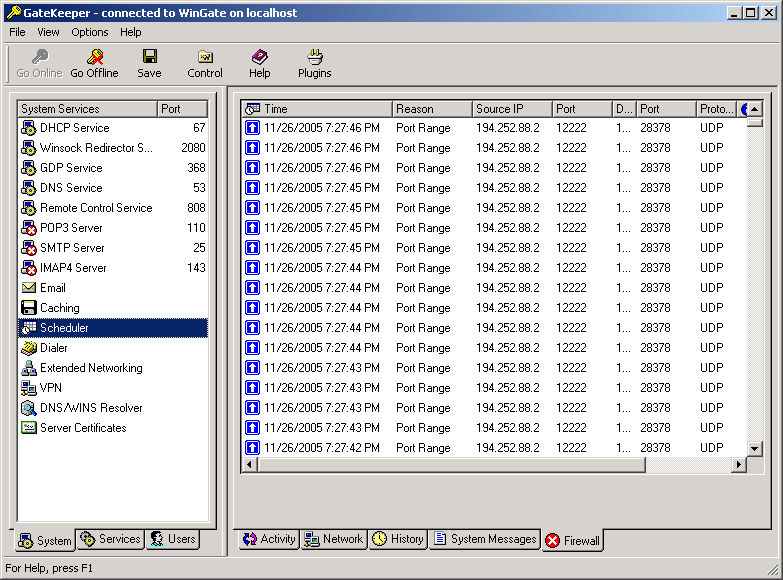 GateKeeper - connected to WinGate on localhost
File View Options Help
Go Online Go Offline Save Control Help Plugins
System Services Port
DHCP Service 67
Winsock Redirector S... 2080
GDP Service 368
DNS Service 53
Remote Control Service 808
POP3 Server 110
SMTP Server 25
IMAP4 Server 143
Email
Caching
Scheduler
Dialer
Extended Networking
VPN
DNS/WINS Resolver
Server Certificates
System Services Users
Time Reason Source IP Port D... Port Proto...
11/26/2005 7:27:46 PM Port Range 194.252.88.2 12222 1... 28378 UDP
11/26/2005 7:27:46 PM Port Range 194.252.88.2 12222 1... 28378 UDP
11/26/2005 7:27:46 PM Port Range 194.252.88.2 12222 1... 28378 UDP
11/26/2005 7:27:45 PM Port Range 194.252.88.2 12222 1... 28378 UDP
11/26/2005 7:27:45 PM Port Range 194.252.88.2 12222 1... 28378 UDP
11/26/2005 7:27:45 PM Port Range 194.252.88.2 12222 1... 28378 UDP
11/26/2005 7:27:45 PM Port Range 194.252.88.2 12222 1... 28378 UDP
11/26/2005 7:27:44 PM Port Range 194.252.88.2 12222 1... 28378 UDP
11/26/2005 7:27:44 PM Port Range 194.252.88.2 12222 1... 28378 UDP
11/26/2005 7:27:44 PM Port Range 194.252.88.2 12222 1... 28378 UDP
11/26/2005 7:27:44 PM Port Range 194.252.88.2 12222 1... 28378 UDP
11/26/2005 7:27:44 PM Port Range 194.252.88.2 12222 1... 28378 UDP
11/26/2005 7:27:43 PM Port Range 194.252.88.2 12222 1... 28378 UDP
11/26/2005 7:27:43 PM Port Range 194.252.88.2 12222 1... 28378 UDP
11/26/2005 7:27:43 PM Port Range 194.252.88.2 12222 1... 28378 UDP
11/26/2005 7:27:43 PM Port Range 194.252.88.2 12222 1... 28378 UDP
11/26/2005 7:27:42 PM Port Range 194.252.88.2 12222 1... 28378 UDP
Activity Network History System Messages Firewall
For Help, press F1